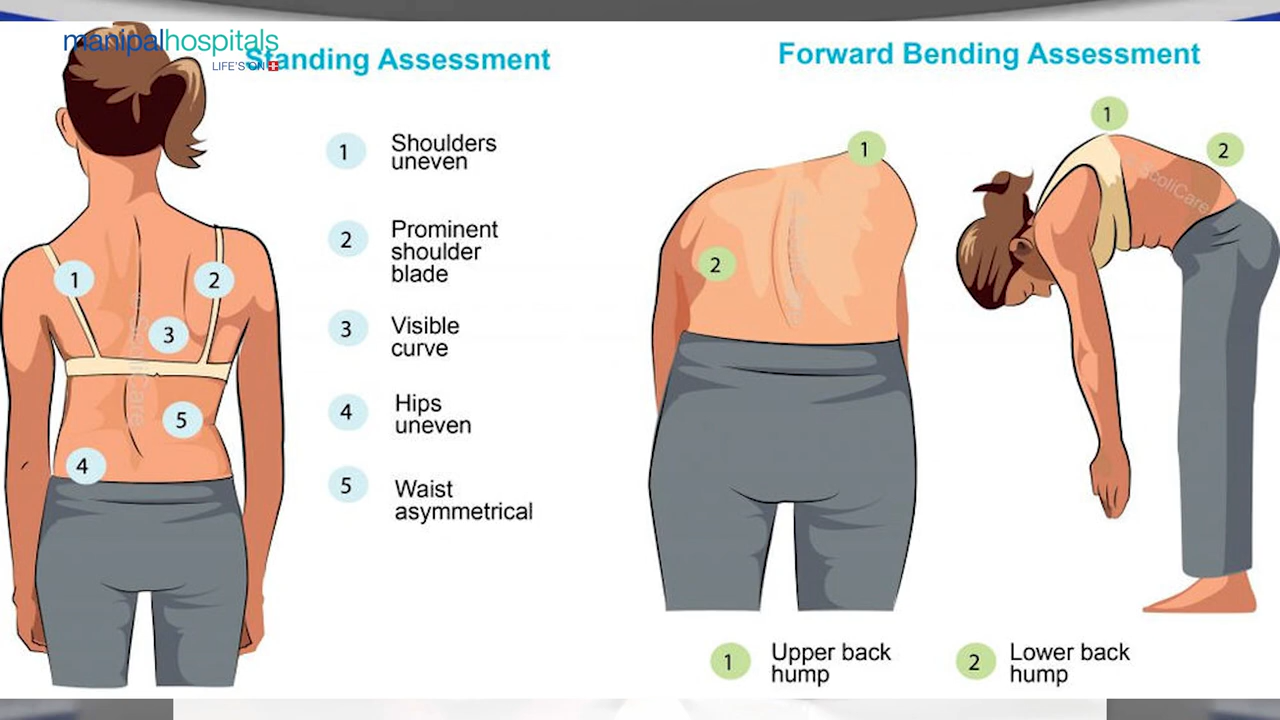 manipalhospitals
LIFE'S ON
Standing Assessment
1 Shoulders
uneven
2 Prominent
shoulder
blade
3 Visible
curve
4 Hips
uneven
5 Waist
asymmetrical
1
2
3
5
4
ScoliCare
Forward Bending Assessment
1
2
1
2
ScoliCare
1 Upper back
hump
2 Lower back
hump